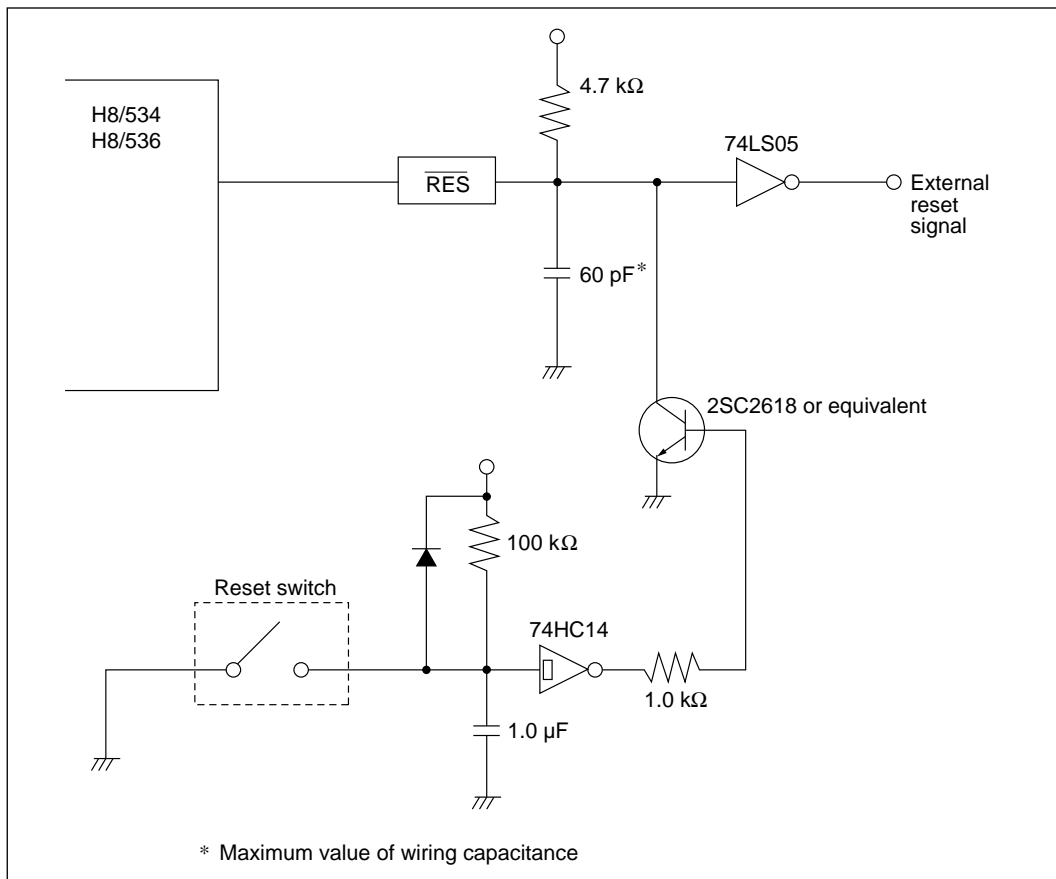 H8/534
H8/536
4.7 kΩ
74LS05
RES
External
reset
signal
60 pF*
2SC2618 or equivalent
100 kΩ
Reset switch
74HC14
1.0 kΩ
1.0 µF
* Maximum value of wiring capacitance